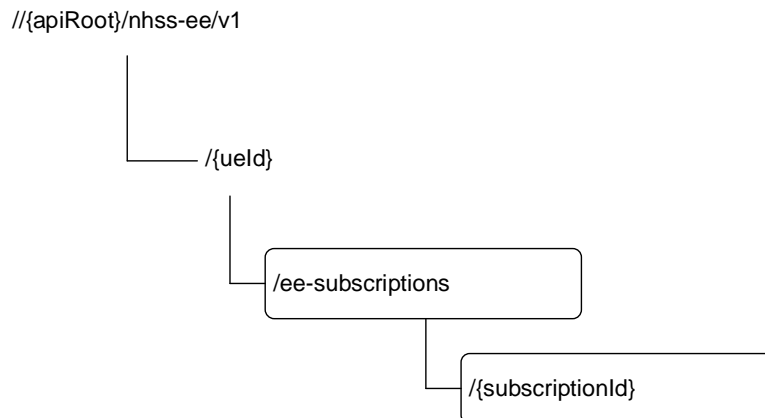 //{apiRoot}/nhss-ee/v1
/{ueId}
/ee-subscriptions
/{subscriptionId}